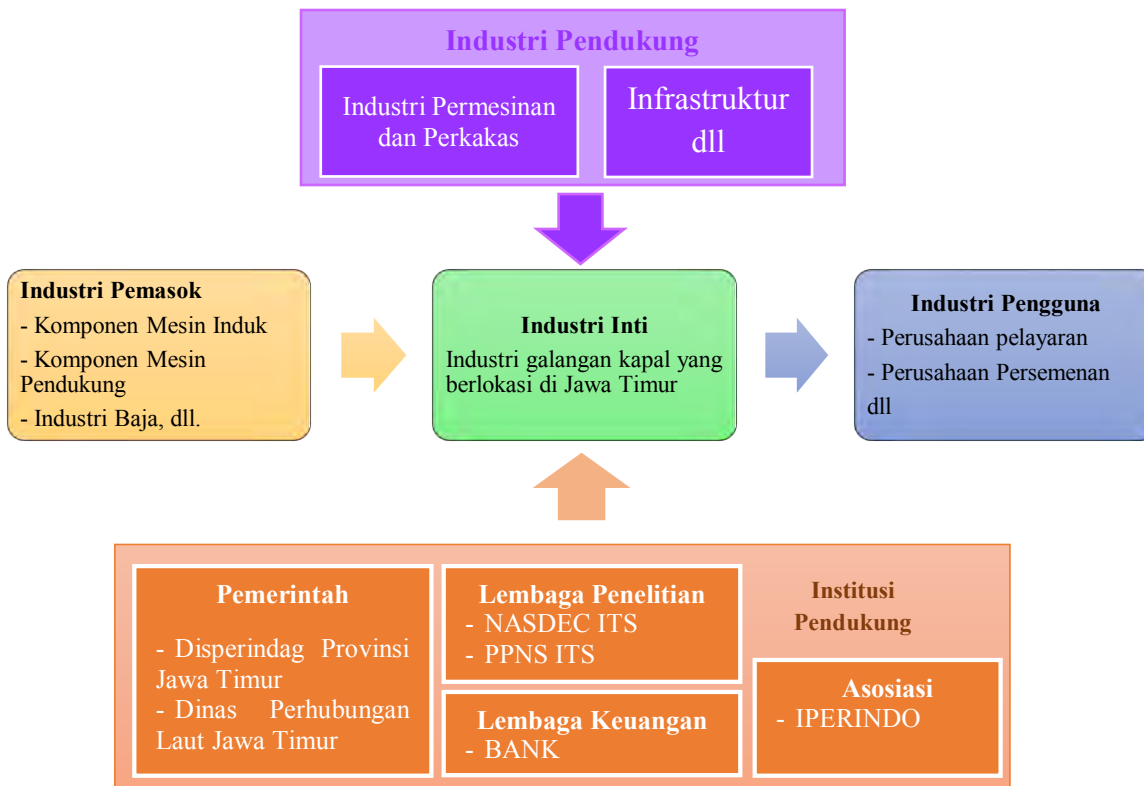 Industri Pendukung
Industri Permesinan
dan Perkakas
Infrastruktur
dll
Industri Pemasok
- Komponen Mesin Induk
- Komponen Mesin
Pendukung
- Industri Baja, dll.
Industri Inti
Industri galangan kapal yang
berlokasi di Jawa Timur
Industri Pengguna
- Perusahaan pelayaran
- Perusahaan Persemenan
dll
Pemerintah
- Disperindag Provinsi
Jawa Timur
- Dinas Perhubungan
Laut Jawa Timur
Lembaga Penelitian
- NASDEC ITS
- PPNS ITS
Lembaga Keuangan
- BANK
Institusi
Pendukung
Asosiasi
- IPERINDO